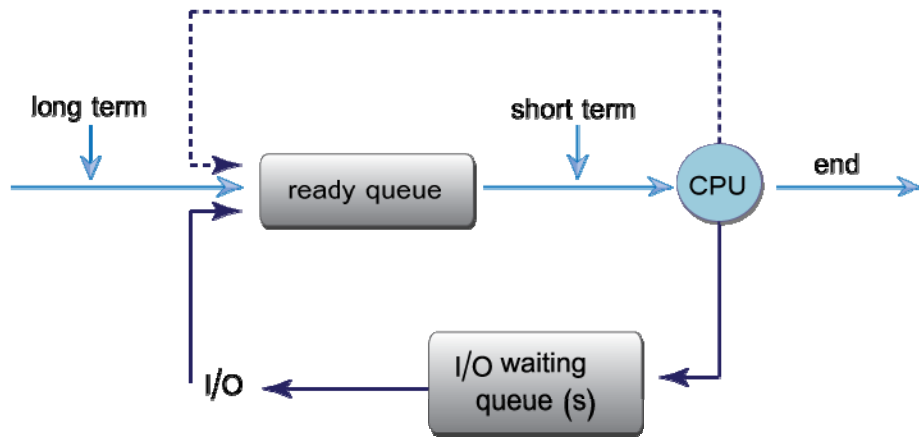 long term
short term
ready queue
CPU
end
I/O
I/O waiting
queue (s)